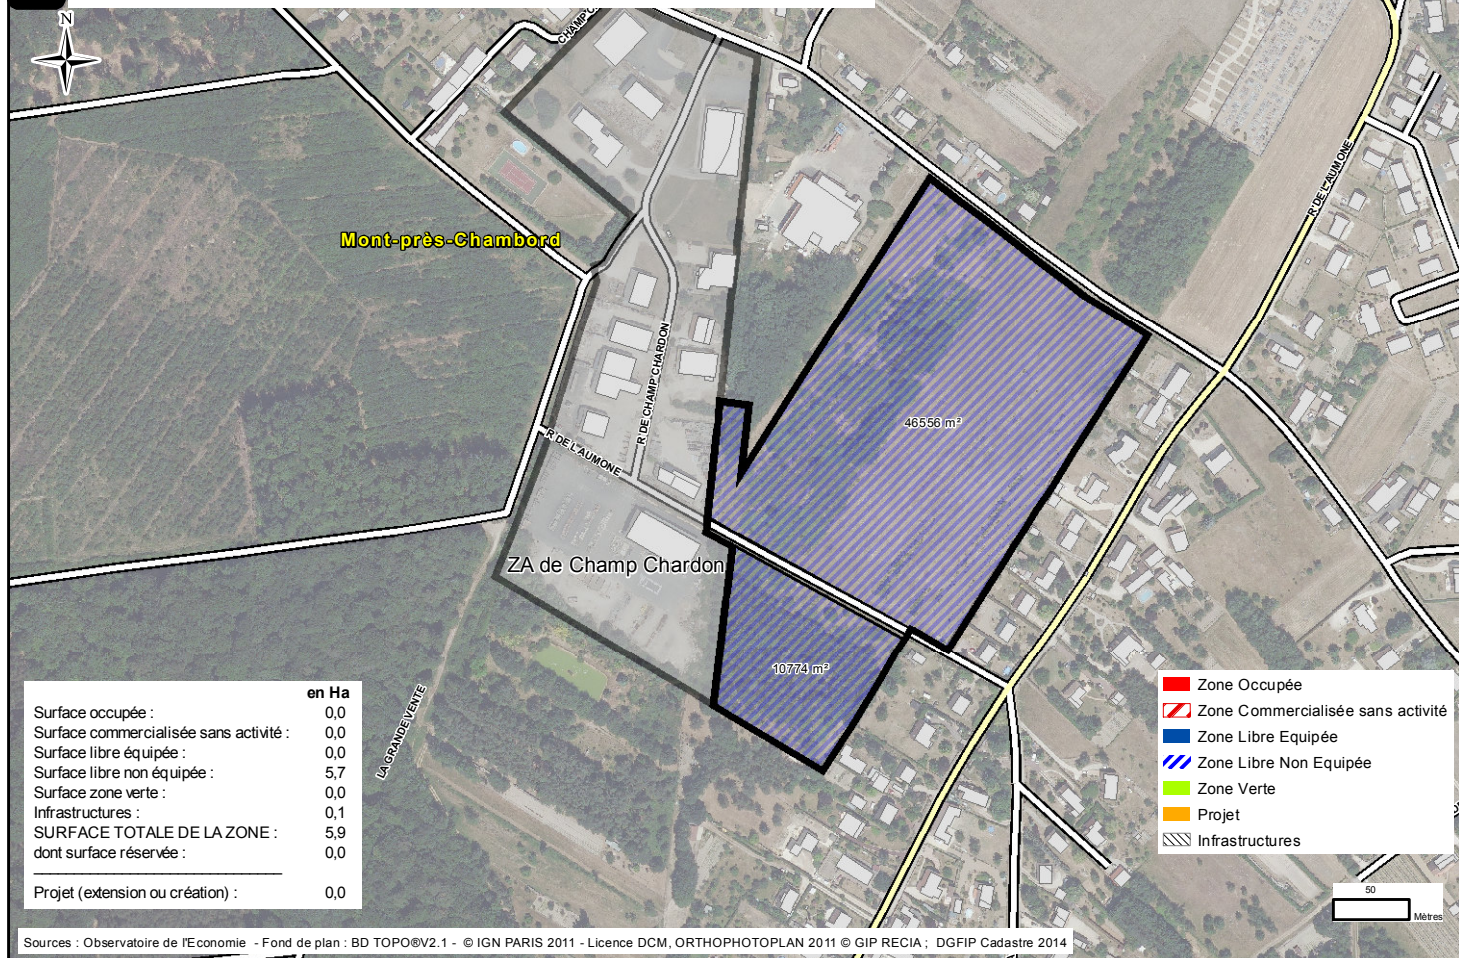 N
CHAMP C
R DE L'AUMONE
Mont-près-Chambord
R DE CHAMP CHARDON
46556 m²
R DE L'AUMONE
ZA de Champ Chardon
10774 m²
LA GRANDE VENTE
en Ha
Surface occupée : 0,0
Surface commercialisée sans activité : 0,0
Surface libre équipée : 0,0
Surface libre non équipée : 5,7
Surface zone verte : 0,0
Infrastructures : 0,1
SURFACE TOTALE DE LA ZONE : 5,9
dont surface réservée : 0,0
Projet (extension ou création) : 0,0
Zone Occupée
Zone Commercialisée sans activité
Zone Libre Equipée
Zone Libre Non Equipée
Zone Verte
Projet
Infrastructures
50
Mètres
Sources : Observatoire de l'Economie - Fond de plan : BD TOPO®V2.1 - © IGN PARIS 2011 - Licence DCM, ORTHOPHOTOPLAN 2011 © GIP RECIA ; DGFIP Cadastre 2014